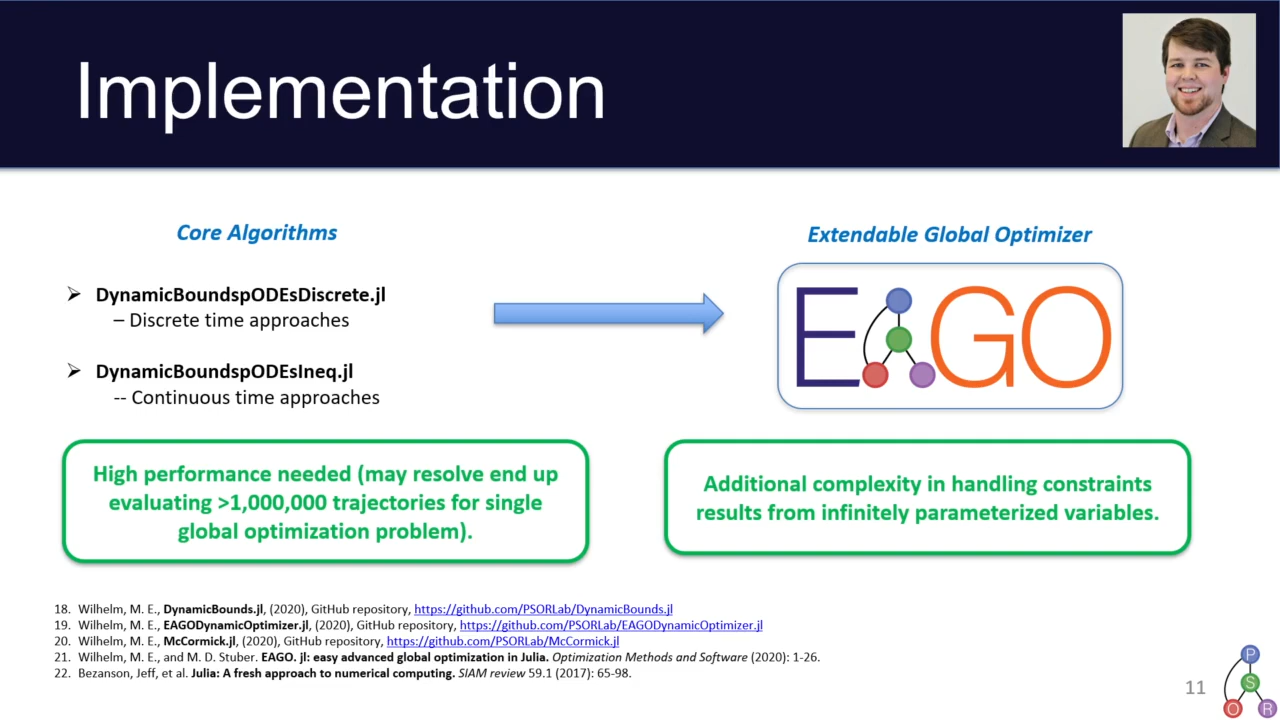 Implementation
Core Algorithms
Extendable Global Optimizer
➢ DynamicBoundspODEsDiscrete.jl
– Discrete time approaches
➢ DynamicBoundspODEsIneq.jl
-- Continuous time approaches
EAGO
High performance needed (may resolve end up
evaluating >1,000,000 trajectories for single
global optimization problem).
Additional complexity in handling constraints
results from infinitely parameterized variables.
18. Wilhelm, M. E., DynamicBounds.jl, (2020), GitHub repository, https://github.com/PSORLab/DynamicBounds.jl
19. Wilhelm, M. E., EAGODynamicOptimizer.jl, (2020), GitHub repository, https://github.com/PSORLab/EAGODynamicOptimizer.jl
20. Wilhelm, M. E., McCormick.jl, (2020), GitHub repository, https://github.com/PSORLab/McCormick.jl
21. Wilhelm, M. E., and M. D. Stuber. EAGO. jl: easy advanced global optimization in Julia. Optimization Methods and Software (2020): 1-26.
22. Bezanson, Jeff, et al. Julia: A fresh approach to numerical computing. SIAM review 59.1 (2017): 65-98.
11
P
S
O R